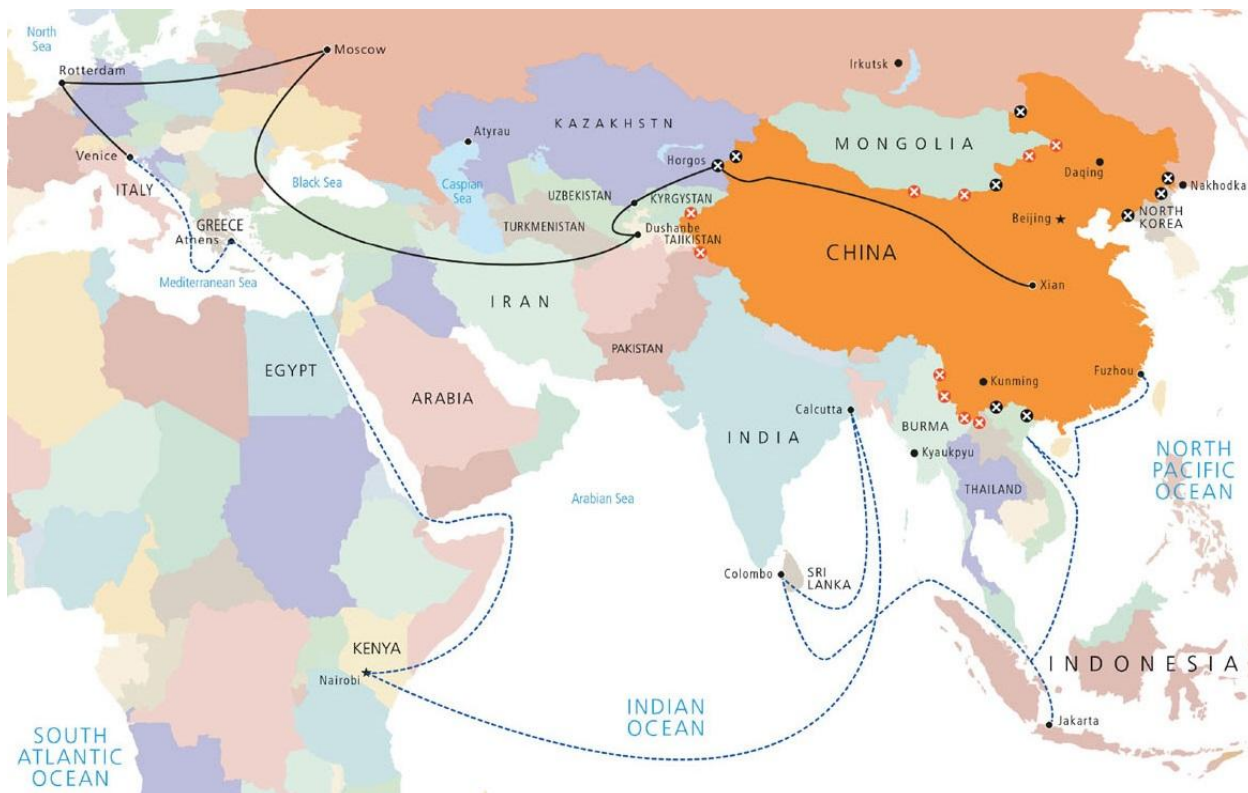 North
Sea
Moscow
Rotterdam
Irkutsk
KAZAKHSTN
Atyrau
MONGOLIA
Venice
Horgos
Daqing
ITALY
Black Sea
Caspian
Sea
UZBEKISTAN
KYRGYSTAN
Nakhodka
GREECE
Athens
TURKMENISTAN
Dushanbe
TAJIKISTAN
Beijing
NORTH
KOREA
Mediterranean Sea
CHINA
Xian
IRAN
PAKISTAN
EGYPT
Fuzhou
Kunming
ARABIA
Calcutta
INDIA
BURMA
Kyaukpyu
NORTH
PACIFIC
OCEAN
Arabian Sea
THAILAND
Colombo
SRI
LANKA
KENYA
Nairobi
INDONESIA
INDIAN
OCEAN
SOUTH
ATLANTIC
OCEAN
Jakarta